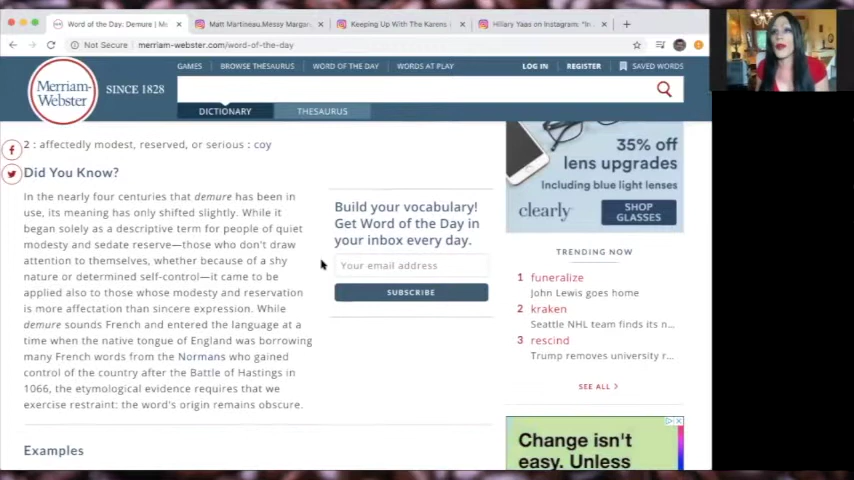 Word of the Day: Demure | Me
Matt Martineau.Messy Margar
Keeping Up With The Karens
Hillary Yaas on Instagram: "In
Not Secure | merriam-webster.com/word-of-the-day
GAMES BROWSE THESAURUS WORD OF THE DAY WORDS AT PLAY LOG IN REGISTER SAVED WORDS
Merriam-
Webster
SINCE 1828
DICTIONARY THESAURUS
2 : affectedly modest, reserved, or serious : coy
Did You Know?
In the nearly four centuries that demure has been in
use, its meaning has only shifted slightly. While it
began solely as a descriptive term for people of quiet
modesty and sedate reserve—those who don't draw
attention to themselves, whether because of a shy
nature or determined self-control—it came to be
applied also to those whose modesty and reservation
is more affectation than sincere expression. While
demure sounds French and entered the language at a
time when the native tongue of England was borrowing
many French words from the Normans who gained
control of the country after the Battle of Hastings in
1066, the etymological evidence requires that we
exercise restraint: the word's origin remains obscure.
Examples
Build your vocabulary!
Get Word of the Day in
your inbox every day.
Your email address
SUBSCRIBE
35% off
lens upgrades
Including blue light lenses
clearly
SHOP
GLASSES
TRENDING NOW
1 funeralize
John Lewis goes home
2 kraken
Seattle NHL team finds its n...
3 rescind
Trump removes university r...
SEE ALL >
Change isn't
easy. Unless